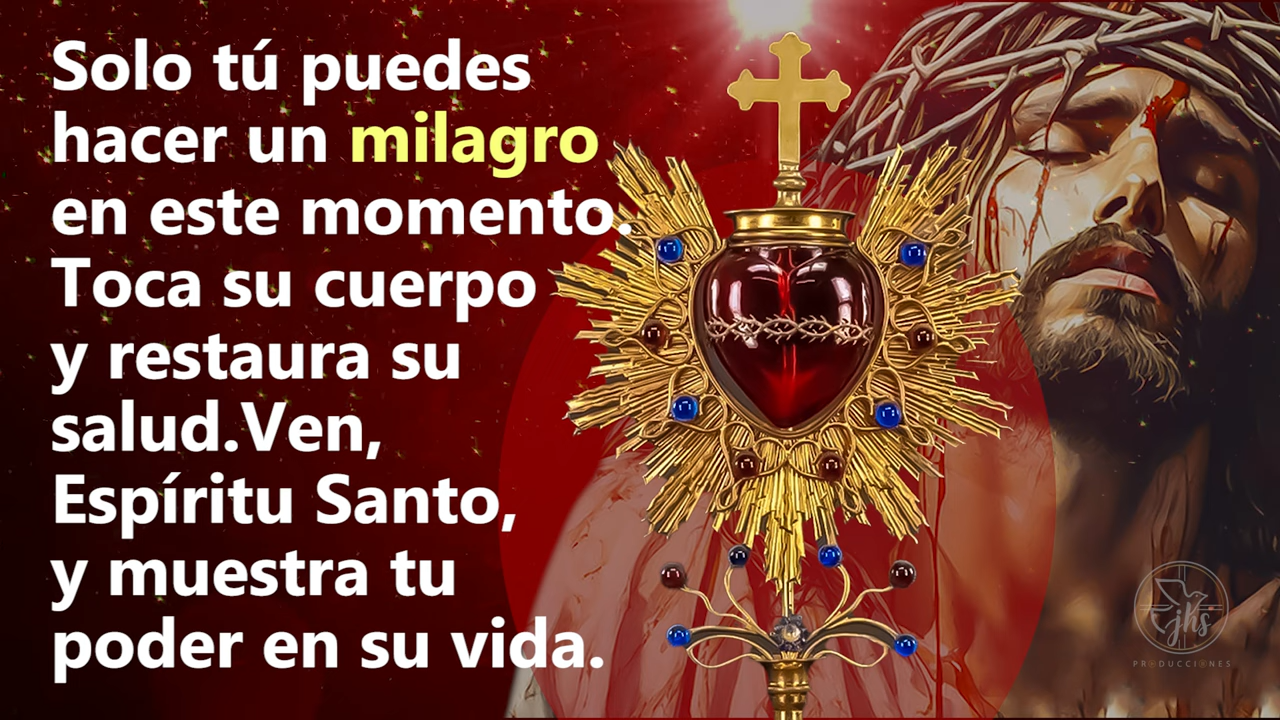 Solo tú puedes
hacer un milagro
en este momento.
Toca su cuerpo
y restaura su
salud.Ven,
Espíritu Santo,
y muestra tu
poder en su vida.
jhs
PRODUCCIONES